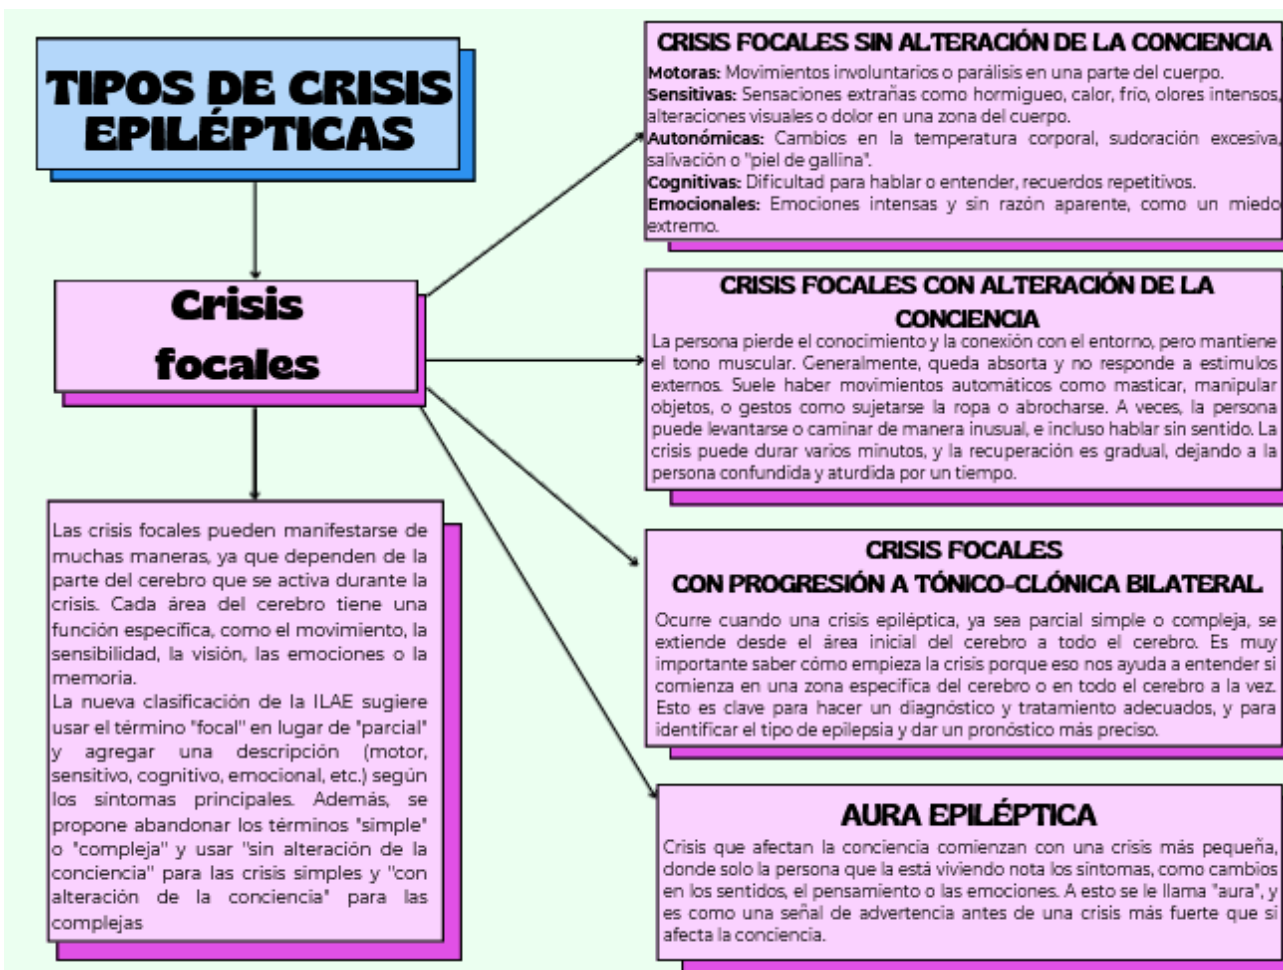 TIPOS DE CRISIS
EPILÉPTICAS
Crisis
focales
Las crisis focales pueden manifestarse de
muchas maneras, ya que dependen de la
parte del cerebro que se activa durante la
crisis. Cada área del cerebro tiene una
función específica, como el movimiento, la
sensibilidad, la visión, las emociones o la
memoria.
La nueva clasificación de la ILAE sugiere
usar el término "focal" en lugar de "parcial"
y agregar una descripción (motor,
sensitivo, cognitivo, emocional, etc.) según
los síntomas principales. Además, se
propone abandonar los términos "simple"
o "compleja" y usar "sin alteración de la
conciencia" para las crisis simples y "con
alteración de la conciencia" para las
complejas
CRISIS FOCALES SIN ALTERACIÓN DE LA CONCIENCIA
Motoras: Movimientos involuntarios o parálisis en una parte del cuerpo.
Sensitivas: Sensaciones extrañas como hormigueo, calor, frío, olores intensos,
alteraciones visuales o dolor en una zona del cuerpo.
Autonómicas: Cambios en la temperatura corporal, sudoración excesiva,
salivación o "piel de gallina".
Cognitivas: Dificultad para hablar o entender, recuerdos repetitivos.
Emocionales: Emociones intensas y sin razón aparente, como un miedo
extremo.
CRISIS FOCALES CON ALTERACIÓN DE LA
CONCIENCIA
La persona pierde el conocimiento y la conexión con el entorno, pero mantiene
el tono muscular. Generalmente, queda absorta y no responde a estímulos
externos. Suele haber movimientos automáticos como masticar, manipular
objetos, o gestos como sujetarse la ropa o abrocharse. A veces, la persona
puede levantarse o caminar de manera inusual, e incluso hablar sin sentido. La
crisis puede durar varios minutos, y la recuperación es gradual, dejando a la
persona confundida y aturdida por un tiempo.
CRISIS FOCALES
CON PROGRESIÓN A TÓNICO-CLÓNICA BILATERAL
Ocurre cuando una crisis epiléptica, ya sea parcial simple o compleja, se
extiende desde el área inicial del cerebro a todo el cerebro. Es muy
importante saber cómo empieza la crisis porque eso nos ayuda a entender si
comienza en una zona específica del cerebro o en todo el cerebro a la vez.
Esto es clave para hacer un diagnóstico y tratamiento adecuados, y para
identificar el tipo de epilepsia y dar un pronóstico más preciso.
AURA EPILÉPTICA
Crisis que afectan la conciencia comienzan con una crisis más pequeña,
donde solo la persona que la está viviendo nota los síntomas, como cambios
en los sentidos, el pensamiento o las emociones. A esto se le llama "aura", y
es como una señal de advertencia antes de una crisis más fuerte que sí
afecta la conciencia.